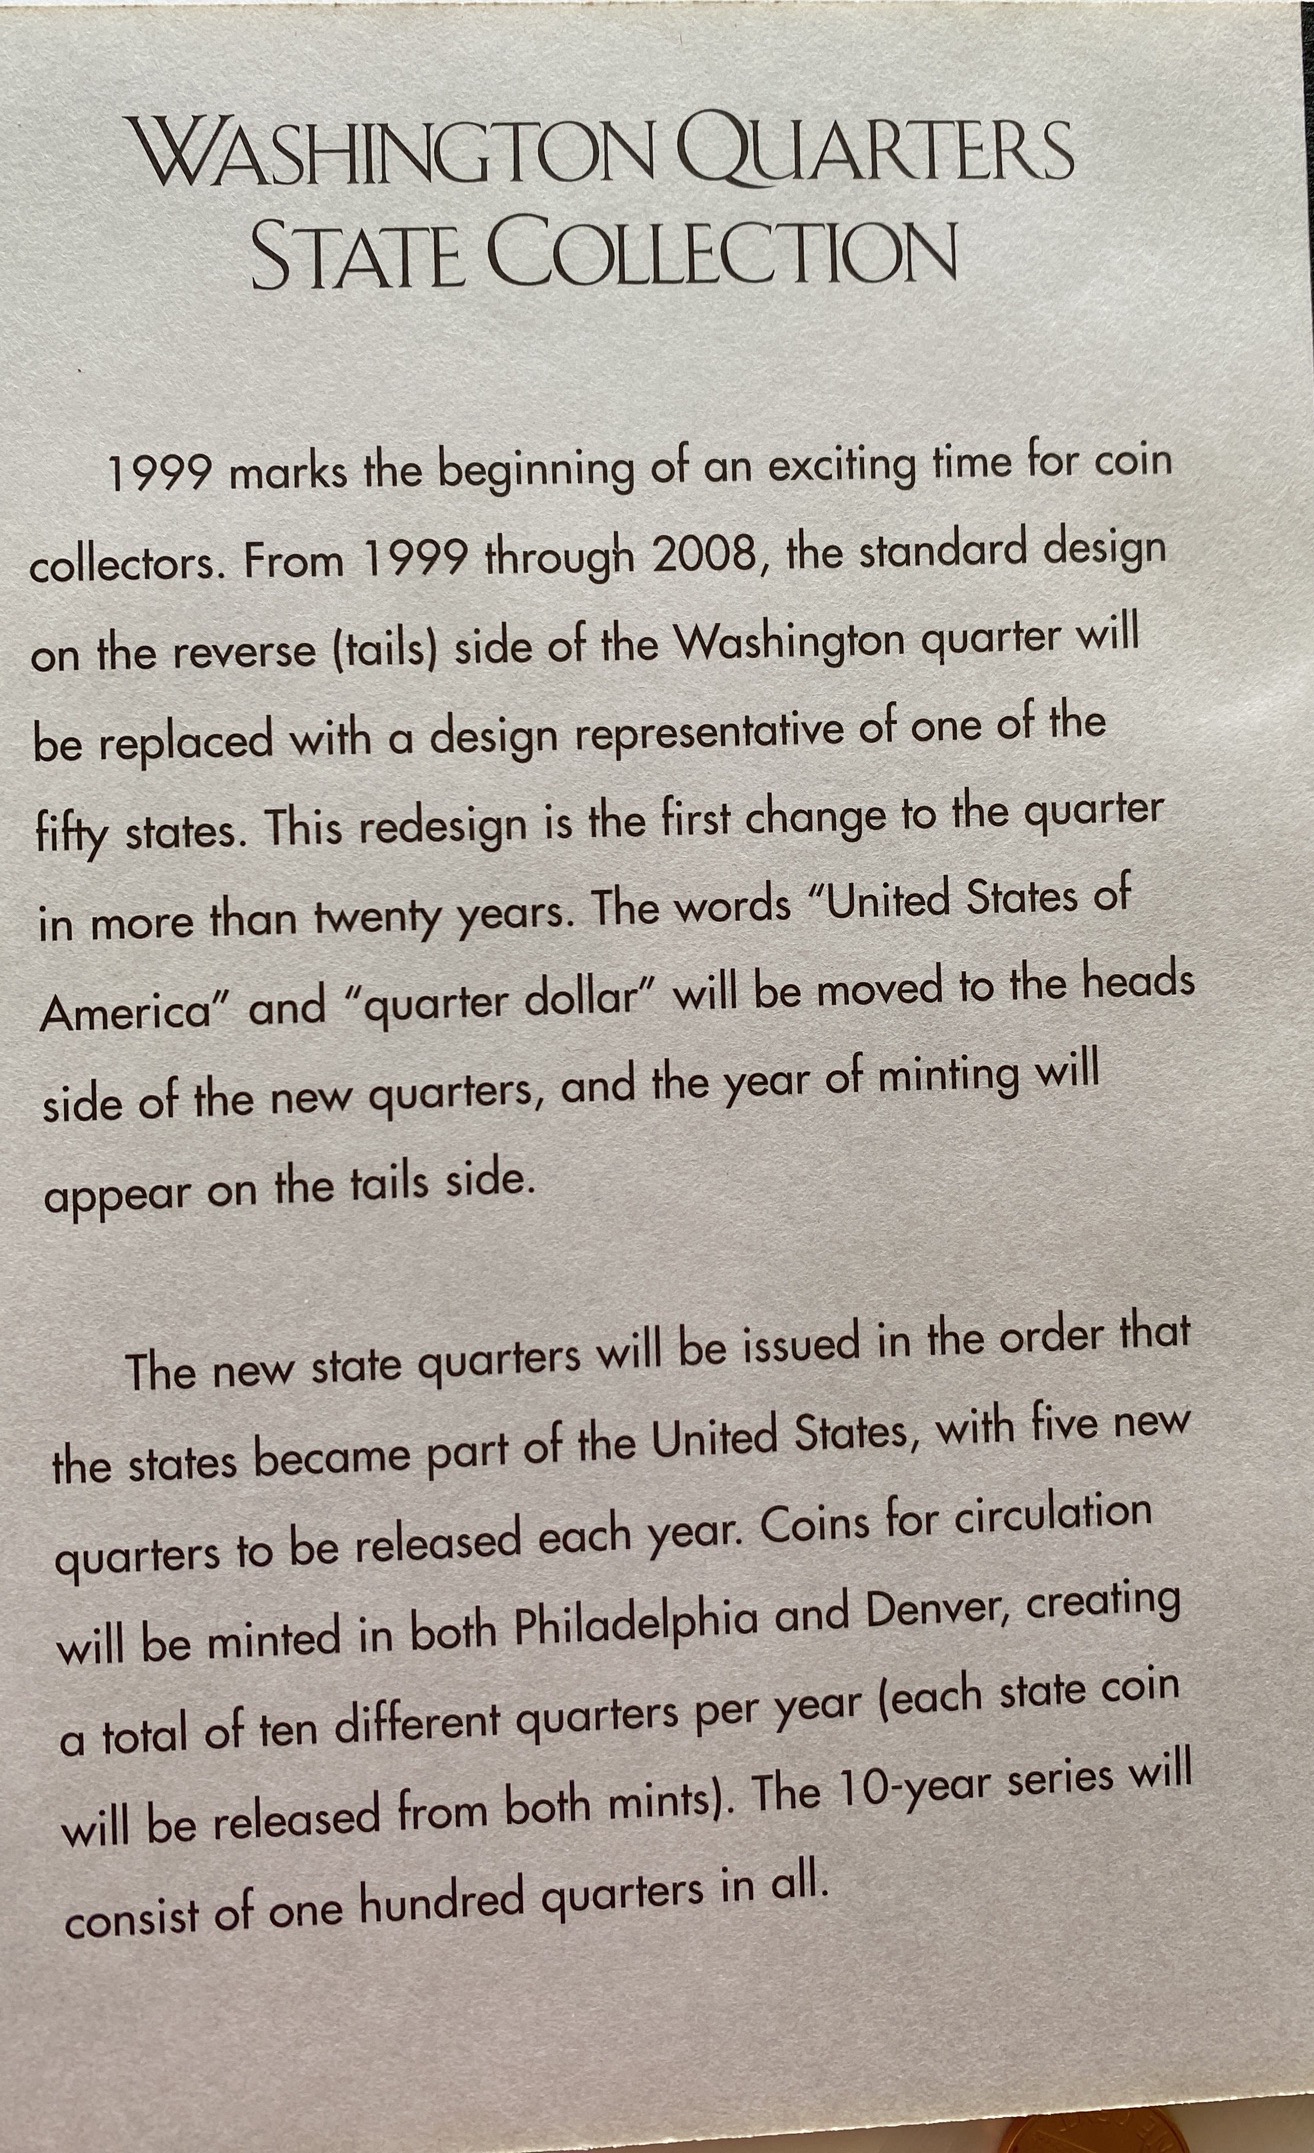 WASHINGTON QUARTERS
STATE COLLECTION
1999 marks the beginning of an exciting time for coin
collectors. From 1999 through 2008, the standard design
on the reverse (tails) side of the Washington quarter will
be replaced with a design representative of one of the
fifty states. This redesign is the first change to the quarter
in more than twenty years. The words “United States of
America” and “quarter dollar” will be moved to the heads
side of the new quarters, and the year of minting will
appear on the tails side.
The new state quarters will be issued in the order that
the states became part of the United States, with five new
quarters to be released each year. Coins for circulation
will be minted in both Philadelphia and Denver, creating
a total of ten different quarters per year (each state coin
will be released from both mints). The 10-year series will
consist of one hundred quarters in all.